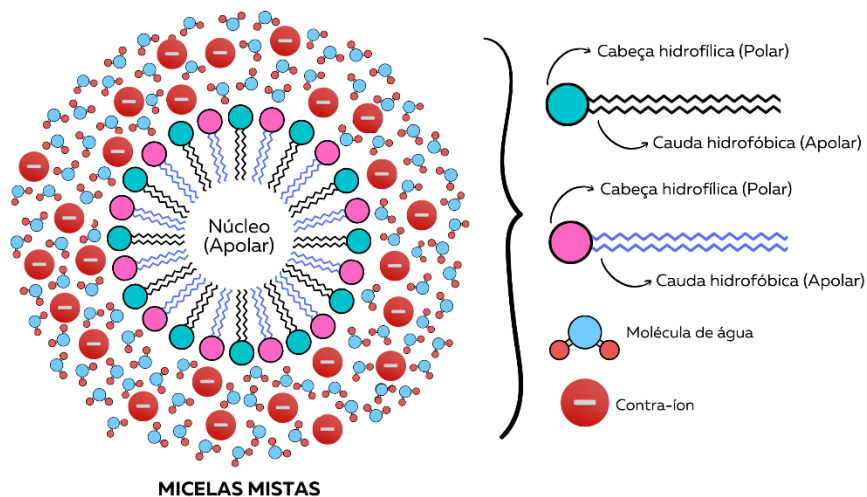 Cabeça hidrofílica (Polar)
Cauda hidrofóbica (Apolar)
Cabeça hidrofílica (Polar)
Cauda hidrofóbica (Apolar)
Molécula de água
Contra-íon
Núcleo
(Apolar)
MICELAS MISTAS